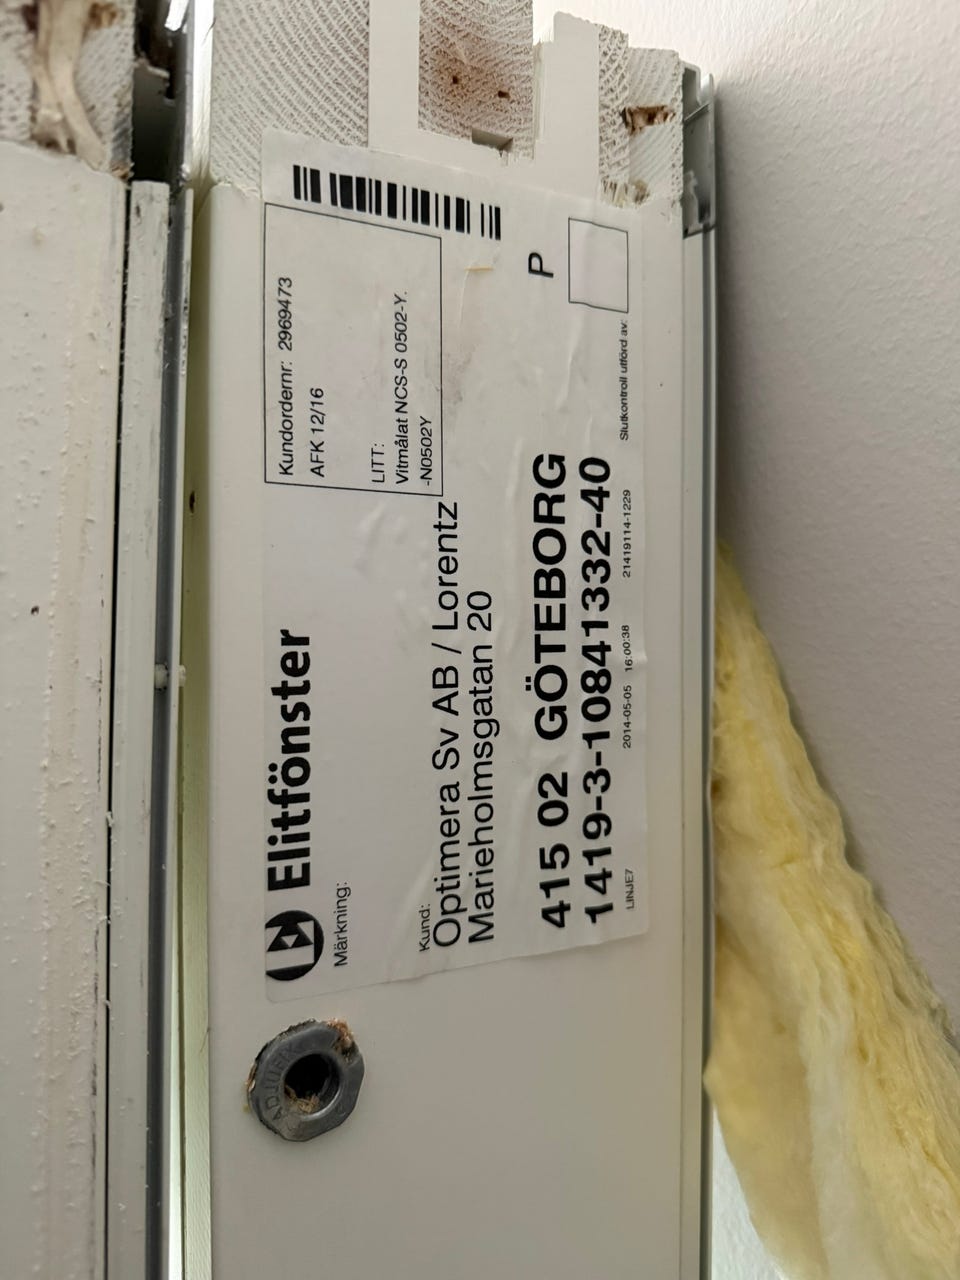 Kundordernr: 2969473
AFK 12/16
LITT:
Vitmålat NCS-S 0502-Y.
-N0502Y
Elitfönster
Märkning:
Kund:
Optimera Sv AB / Lorentz
Marieholmsgatan 20
P
415 02 GÖTEBORG
1419-3-10841332-40
LINJE7 2014-05-05 16:00:38 21419114-1229 Slutkontroll utförd av:
ADJUFIX